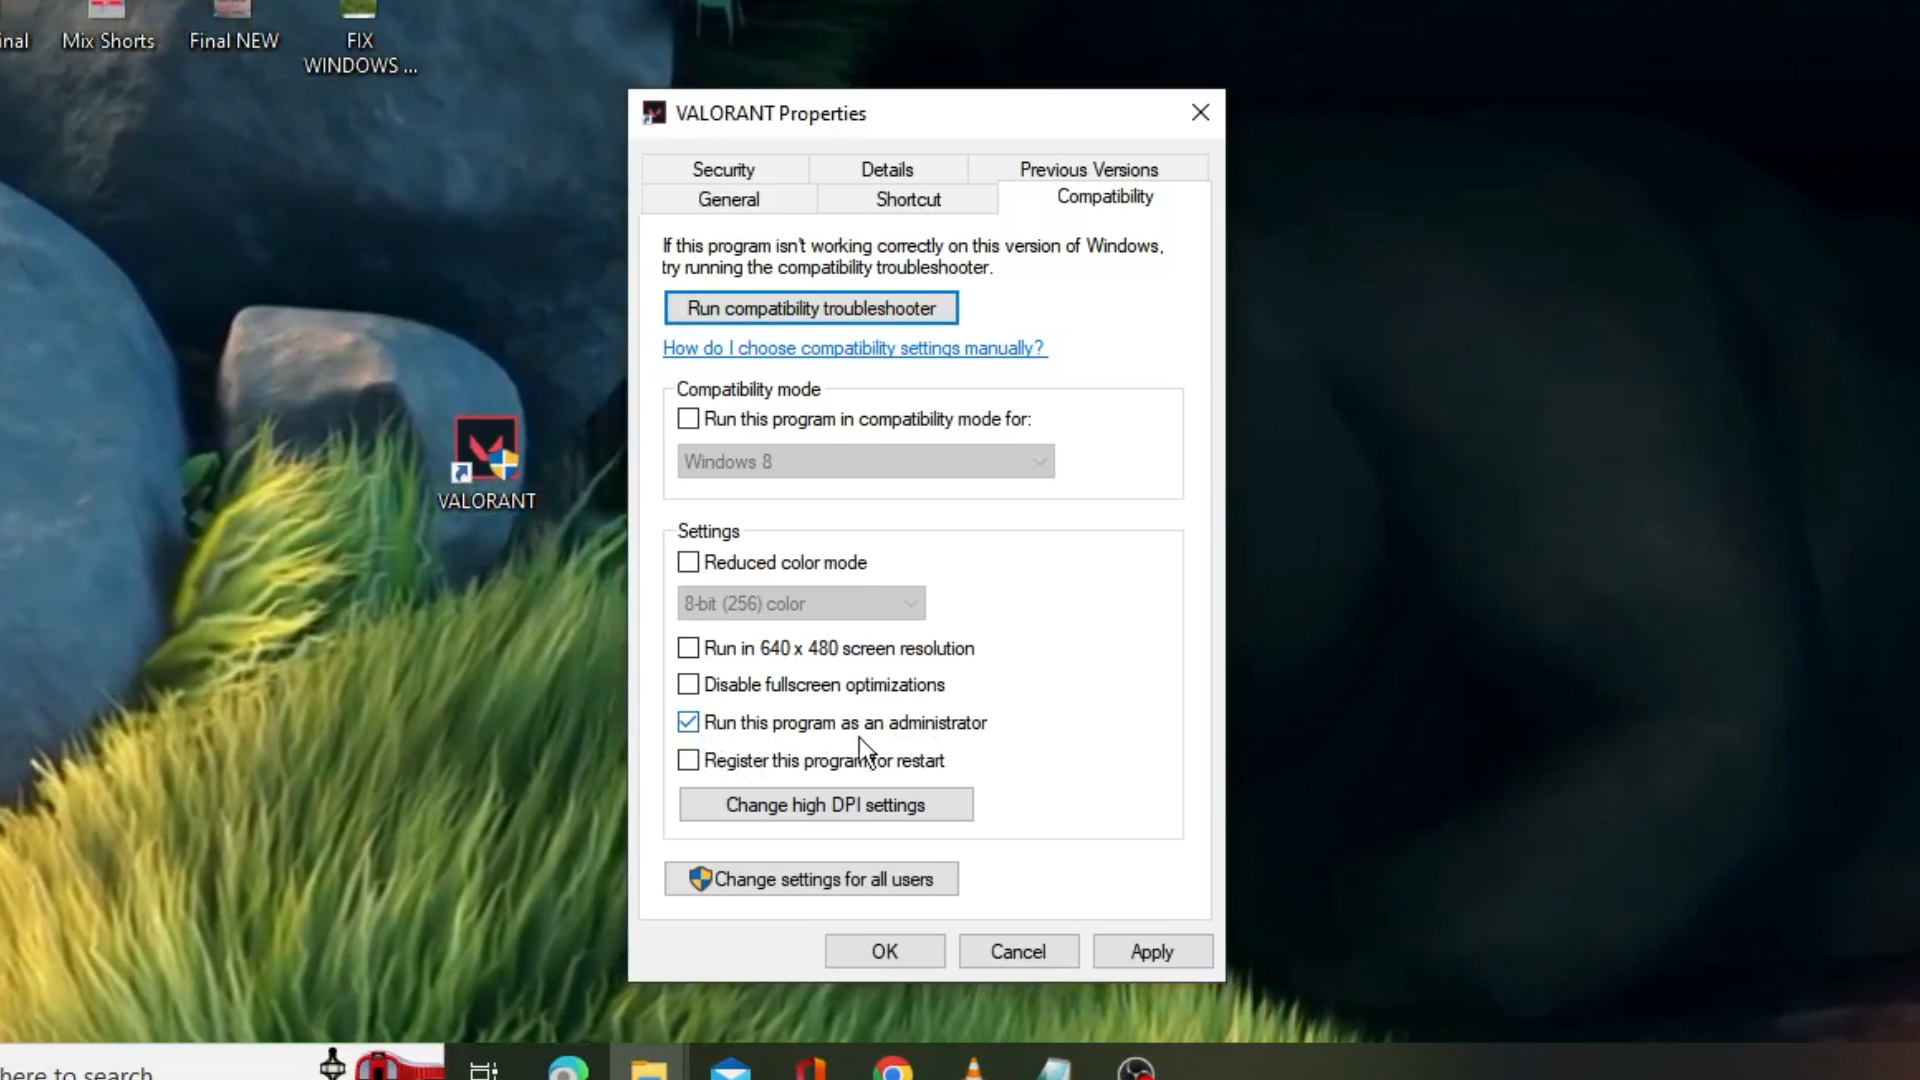 inal
Mix Shorts
Final NEW
FIX
WINDOWS ...
VALORANT Properties
Security
Details
Previous Versions
General
Shortcut
Compatibility
If this program isn't working correctly on this version of Windows,
try running the compatibility troubleshooter.
Run compatibility troubleshooter
How do I choose compatibility settings manually?
Compatibility mode
Run this program in compatibility mode for:
Windows 8
VALORANT
Settings
Reduced color mode
8-bit (256) color
Run in 640 x 480 screen resolution
Disable fullscreen optimizations
Run this program as an administrator
Register this program for restart
Change high DPI settings
Change settings for all users
OK
Cancel
Apply
here to search